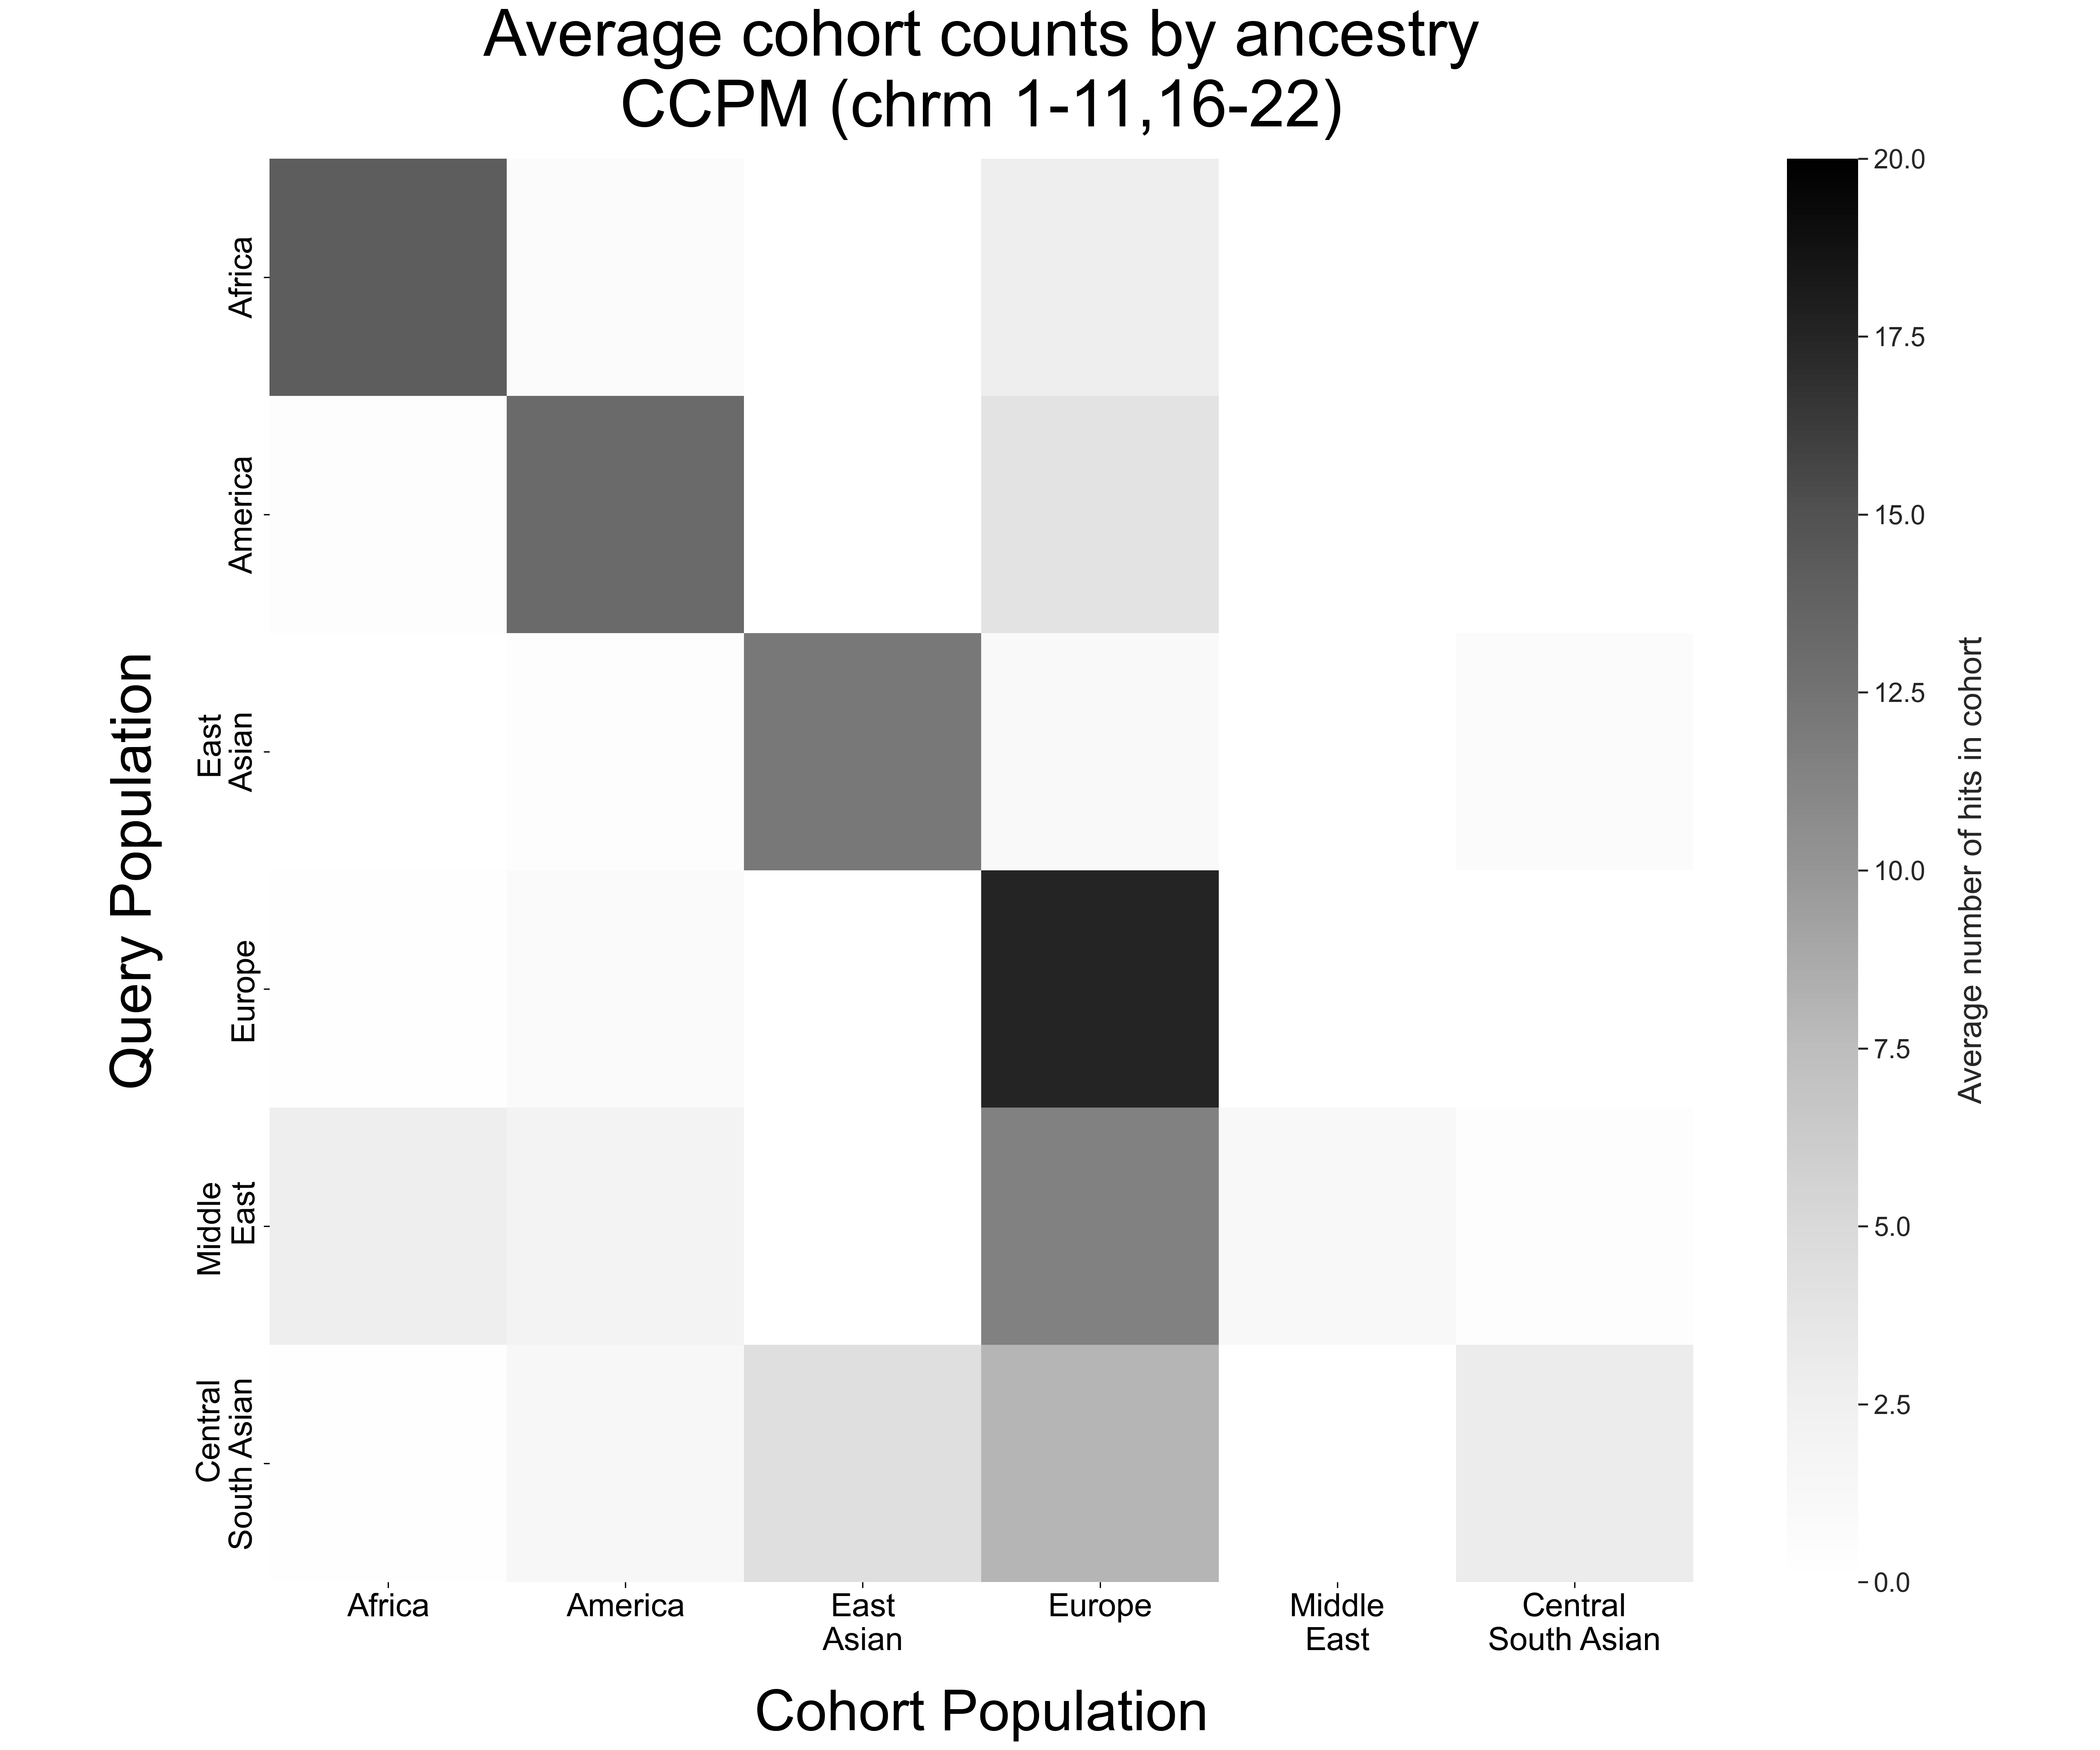 Average cohort counts by ancestry
CCPM (chrm 1-11,16-22)
Query Population
Africa
America
East
Asian
Europe
Middle
East
Central
South Asian
Africa
America
East
Asian
Europe
Middle
East
Central
South Asian
Cohort Population
20.0
17.5
15.0
12.5
10.0
7.5
5.0
2.5
0.0
Average number of hits in cohort